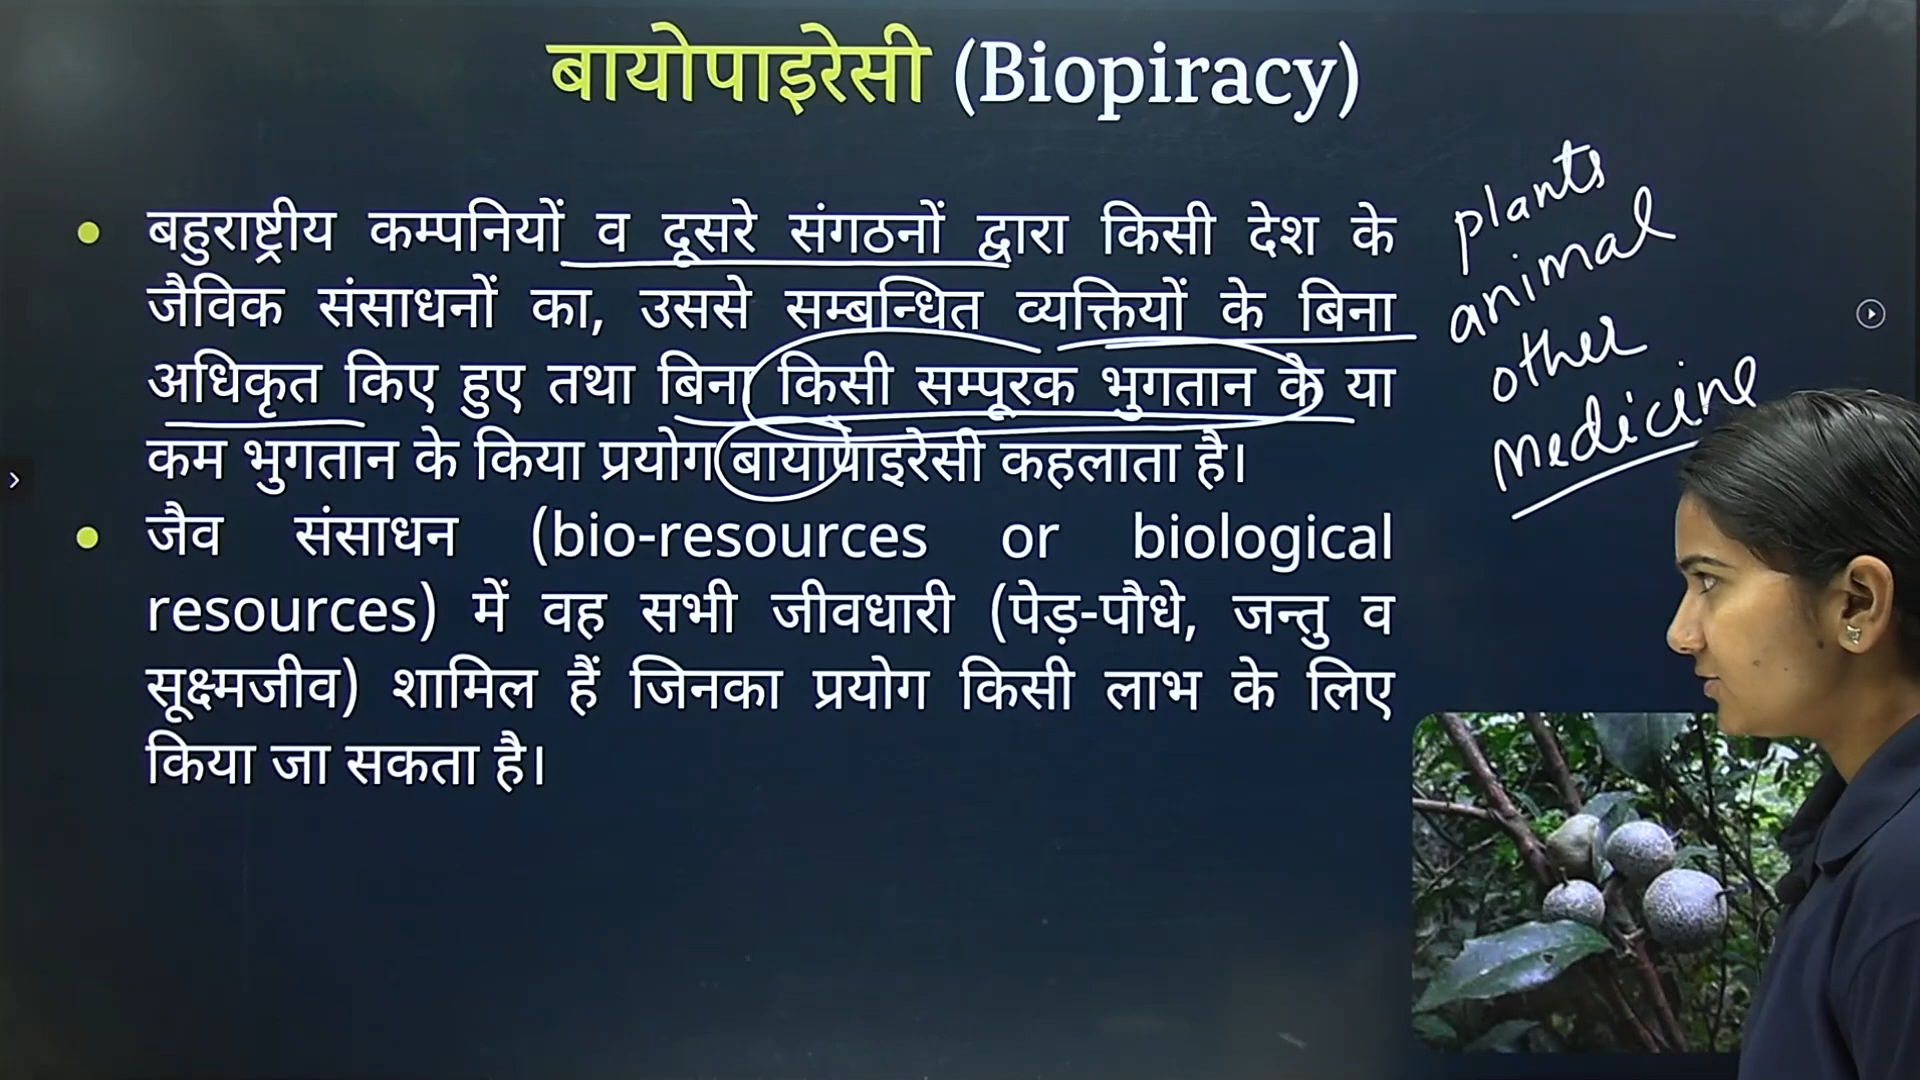 बायोपाइरेसी (Biopiracy)
बहुराष्ट्रीय कम्पनियों व दूसरे संगठनों द्वारा किसी देश के
जैविक संसाधनों का, उससे सम्बन्धित व्यक्तियों के बिना
अधिकृत किए हुए तथा बिना किसी सम्पूरक भुगतान के या
कम भुगतान के किया प्रयोग बायोपाइरेसी कहलाता है।
जैव संसाधन (bio-resources or biological
resources) में वह सभी जीवधारी (पेड़-पौधे, जन्तु व
सूक्ष्मजीव) शामिल हैं जिनका प्रयोग किसी लाभ के लिए
किया जा सकता है।
plants
animal
other
medicine